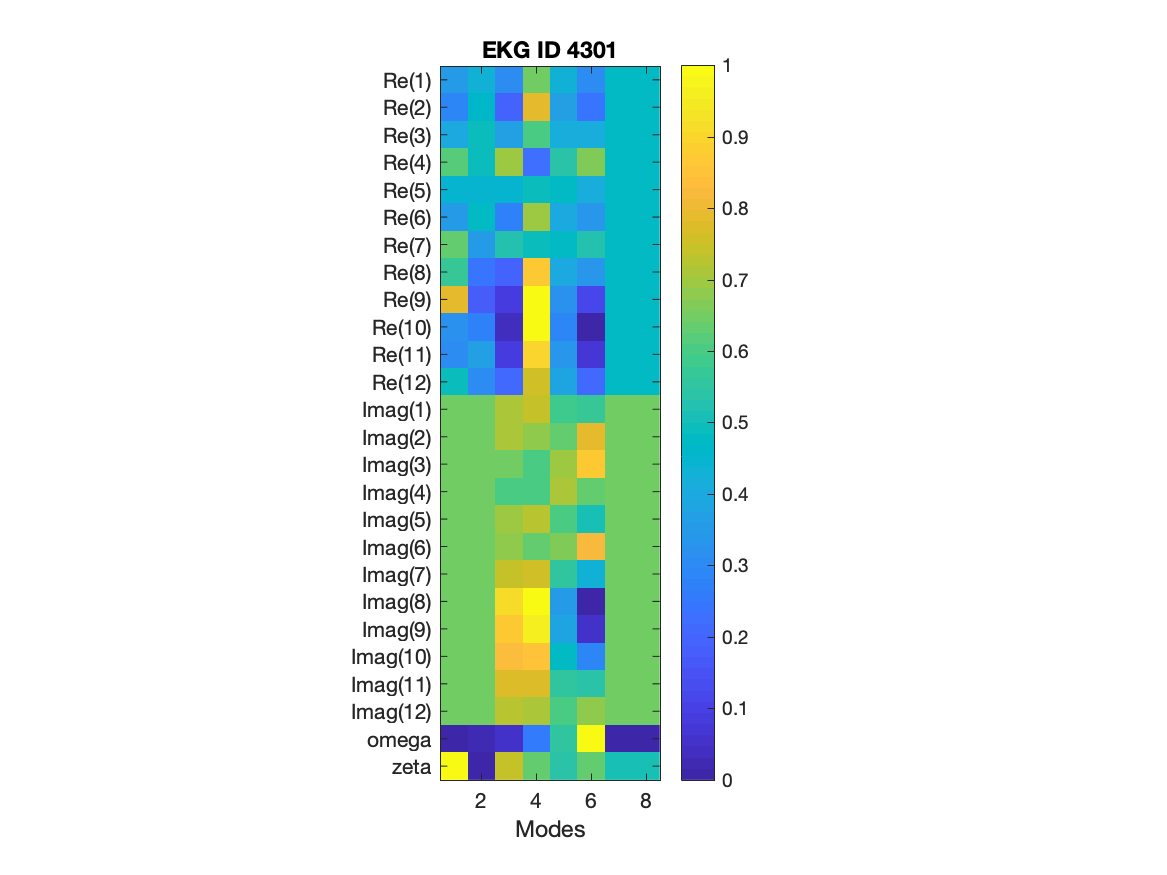 EKG ID 4301
Re(1)
Re(2)
Re(3)
Re(4)
Re(5)
Re(6)
Re(7)
Re(8)
Re(9)
Re(10)
Re(11)
Re(12)
Imag(1)
Imag(2)
Imag(3)
Imag(4)
Imag(5)
Imag(6)
Imag(7)
Imag(8)
Imag(9)
Imag(10)
Imag(11)
Imag(12)
omega
zeta
2 4 6 8
Modes
1
0.9
0.8
0.7
0.6
0.5
0.4
0.3
0.2
0.1
0